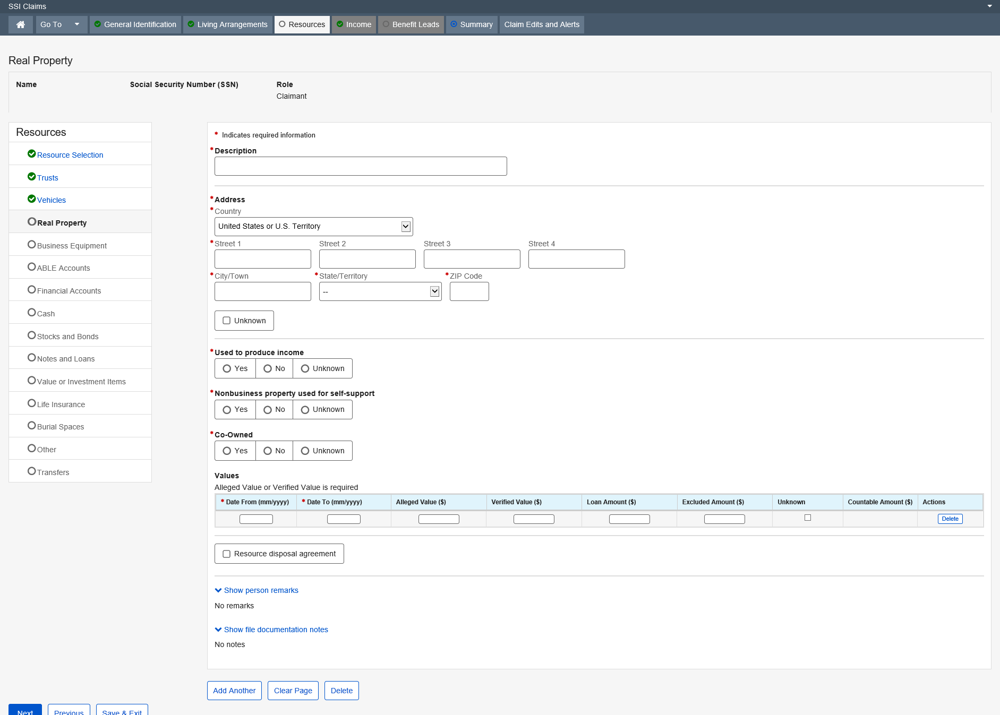 SSI Claims
Go To General Identification Living Arrangements Resources Income Benefit Leads Summary Claim Edits and Alerts
Real Property
Name Social Security Number (SSN) Role
Claimant
Resources
Resource Selection
Trusts
Vehicles
Real Property
Business Equipment
ABLE Accounts
Financial Accounts
Cash
Stocks and Bonds
Notes and Loans
Value or Investment Items
Life Insurance
Burial Spaces
Other
Transfers
* Indicates required information
* Description
* Address
* Country
United States or U.S. Territory
* Street 1 Street 2 Street 3 Street 4
* City/Town * State/Territory * ZIP Code
--
Unknown
* Used to produce income
Yes No Unknown
* Nonbusiness property used for self-support
Yes No Unknown
* Co-Owned
Yes No Unknown
Values
Alleged Value or Verified Value is required
* Date From (mm/yyyy) * Date To (mm/yyyy) Alleged Value ($) Verified Value ($) Loan Amount ($) Excluded Amount ($) Unknown Countable Amount ($) Actions
Delete
Resource disposal agreement
Show person remarks
No remarks
Show file documentation notes
No notes
Add Another Clear Page Delete
Next Previous Save & Exit